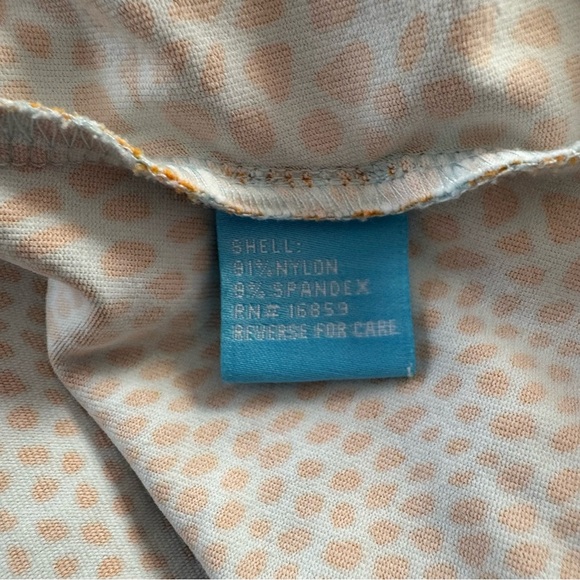 SHELL:
91% NYLON
9% SPANDEX
RN# 16859
REVERSE FOR CARE